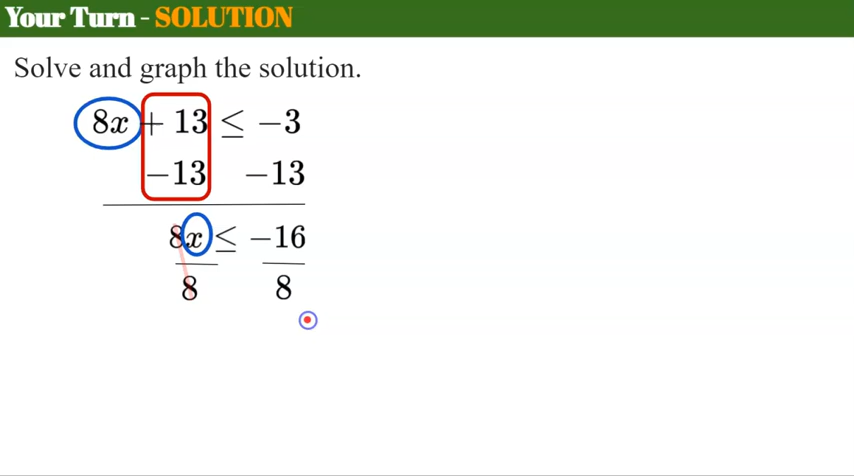 Your Turn - SOLUTION
Solve and graph the solution.
8x + 13 ≤ −3
−13 −13
8x ≤ −16
8 8